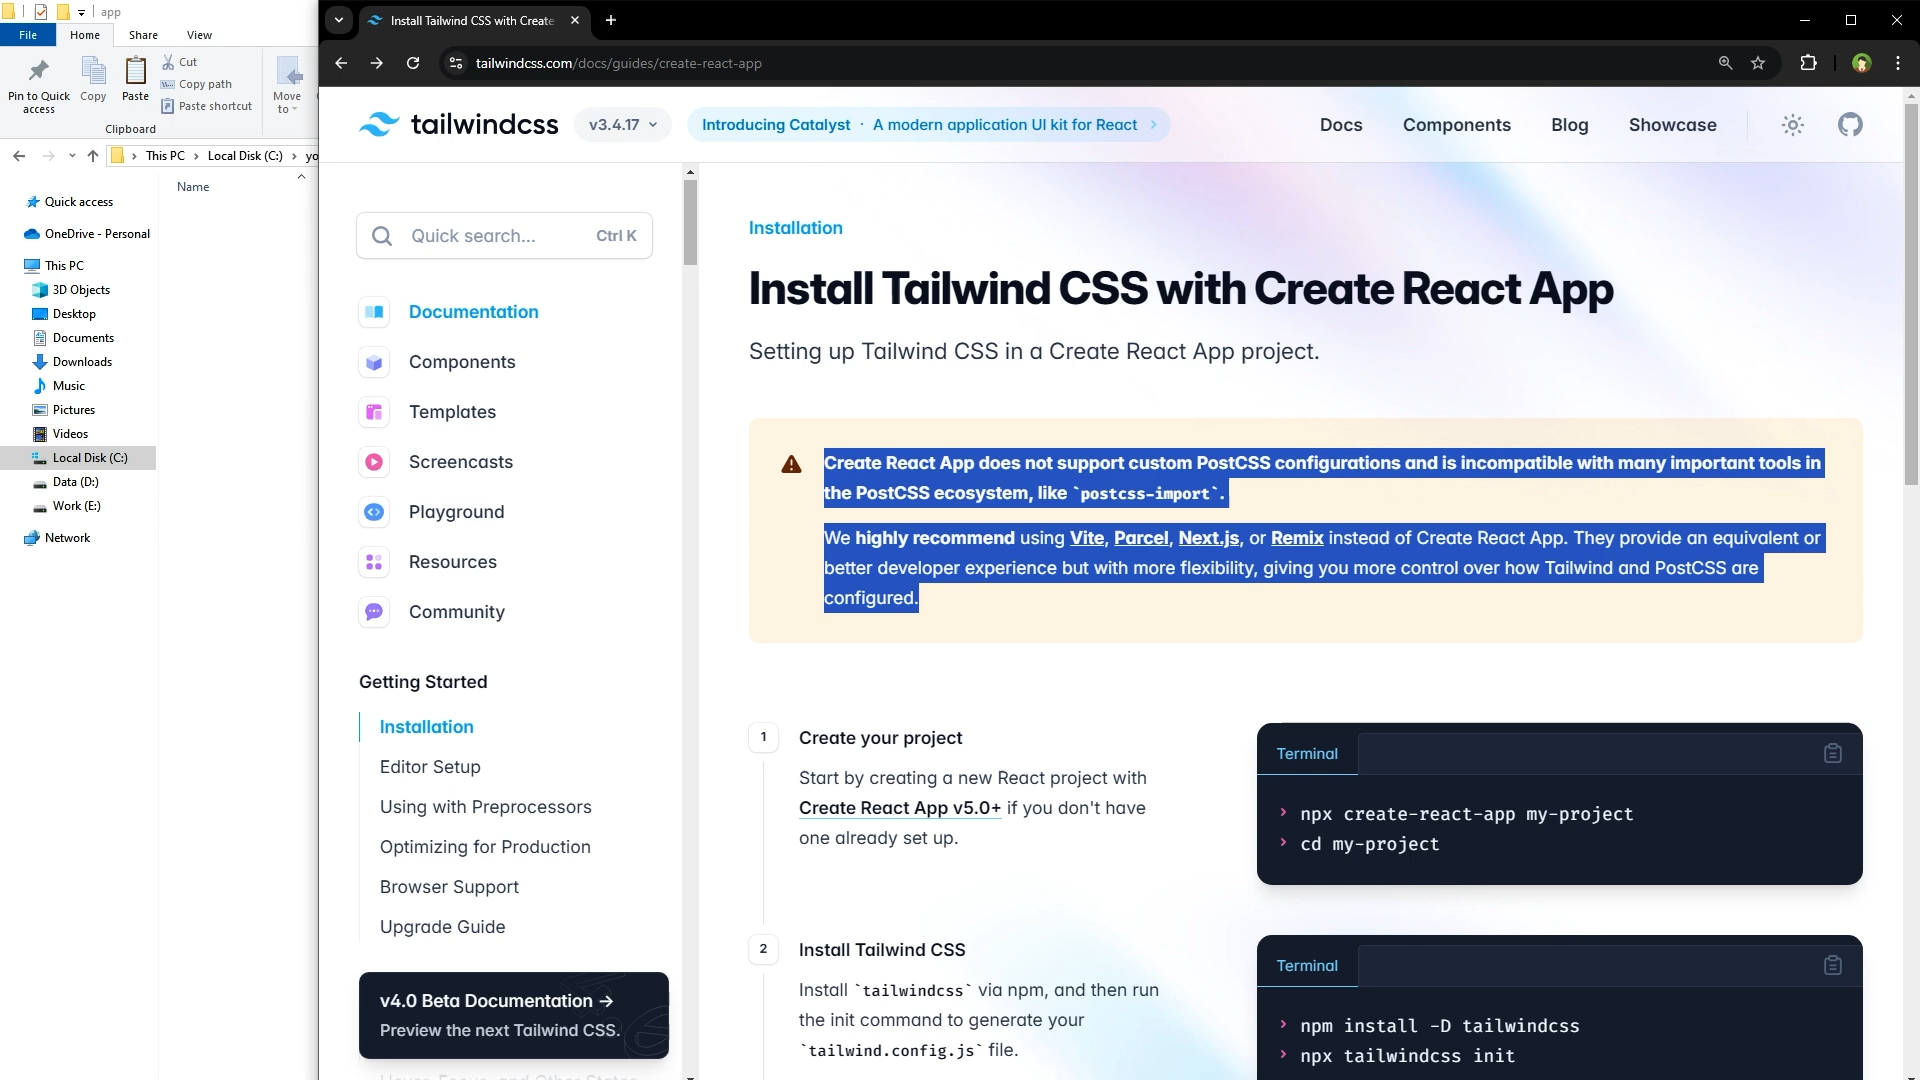 app
File
Home
Share
View
Pin to Quick access
Copy
Paste
Cut
Copy path
Paste shortcut
Move to
Clipboard
This PC
Local Disk (C:)
yo
Name
Quick access
OneDrive - Personal
This PC
3D Objects
Desktop
Documents
Downloads
Music
Pictures
Videos
Local Disk (C:)
Data (D:)
Work (E:)
Network
Install Tailwind CSS with Create
tailwindcss.com/docs/guides/create-react-app
tailwindcss
v3.4.17
Introducing Catalyst · A modern application UI kit for React
Docs
Components
Blog
Showcase
Quick search...
Ctrl K
Documentation
Components
Templates
Screencasts
Playground
Resources
Community
Getting Started
Installation
Editor Setup
Using with Preprocessors
Optimizing for Production
Browser Support
Upgrade Guide
v4.0 Beta Documentation →
Preview the next Tailwind CSS.
Hover, Focus, and Other States
Installation
Install Tailwind CSS with Create React App
Setting up Tailwind CSS in a Create React App project.
Create React App does not support custom PostCSS configurations and is incompatible with many important tools in
the PostCSS ecosystem, like `postcss-import`.
We highly recommend using Vite, Parcel, Next.js, or Remix instead of Create React App. They provide an equivalent or
better developer experience but with more flexibility, giving you more control over how Tailwind and PostCSS are
configured.
1
Create your project
Start by creating a new React project with
Create React App v5.0+ if you don't have
one already set up.
Terminal
› npx create-react-app my-project
› cd my-project
2
Install Tailwind CSS
Install `tailwindcss` via npm, and then run
the init command to generate your
`tailwind.config.js` file.
Terminal
› npm install -D tailwindcss
› npx tailwindcss init